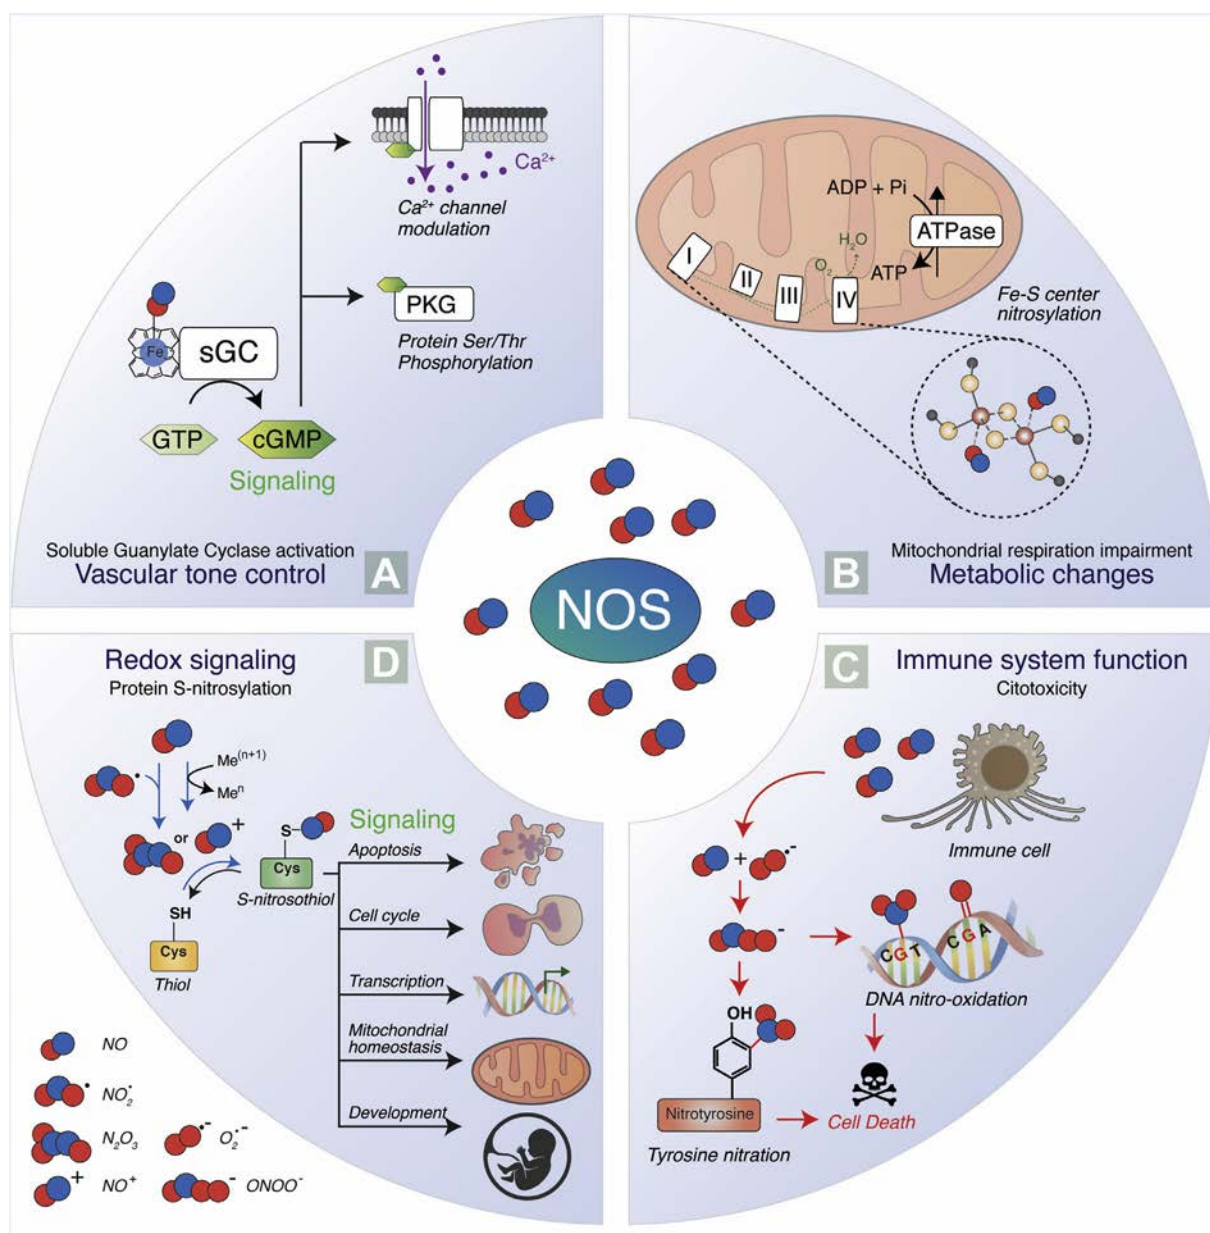 Ca²⁺
Ca²⁺ channel
modulation
PKG
Protein Ser/Thr
Phosphorylation
Fe
sGC
GTP
cGMP
Signaling
Soluble Guanylate Cyclase activation
Vascular tone control
A
ADP + Pi
ATPase
ATP
H₂O
O₂
I
II
III
IV
Fe-S center
nitrosylation
Mitochondrial respiration impairment
Metabolic changes
B
NOS
D
Redox signaling
Protein S-nitrosylation
Me⁽ⁿ⁺¹⁾
Meⁿ
•
or
+
S–
Cys
S-nitrosothiol
SH
Cys
Thiol
Signaling
Apoptosis
Cell cycle
Transcription
Mitochondrial
homeostasis
Development
NO
• NO₂•
N₂O₃
•- O₂•-
+ NO⁺
- ONOO⁻
C
Immune system function
Citotoxicity
Immune cell
+
•-
-
C G T
C G A
DNA nitro-oxidation
OH
Nitrotyrosine
Tyrosine nitration
Cell Death